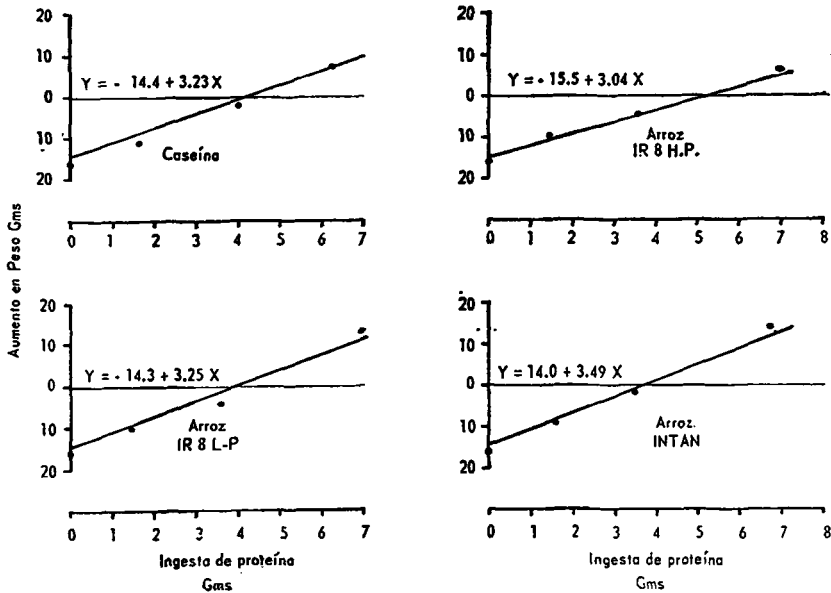 Aumento en Peso Gms
20
10
0
10
20
Y = - 14.4 + 3.23 X
Caseína
0 1 2 3 4 5 6 7
20
10
0
10
20
Y = - 15.5 + 3.04 X
Arroz
IR 8 H.P.
0 1 2 3 4 5 6 7 8
20
10
0
10
20
Y = - 14.3 + 3.25 X
Arroz
IR 8 L-P
0 1 2 3 4 5 6 7
Ingesta de proteína
Gms
20
10
0
10
20
Y = 14.0 + 3.49 X
Arroz.
INTAN
0 1 2 3 4 5 6 7 8
Ingesta de proteína
Gms